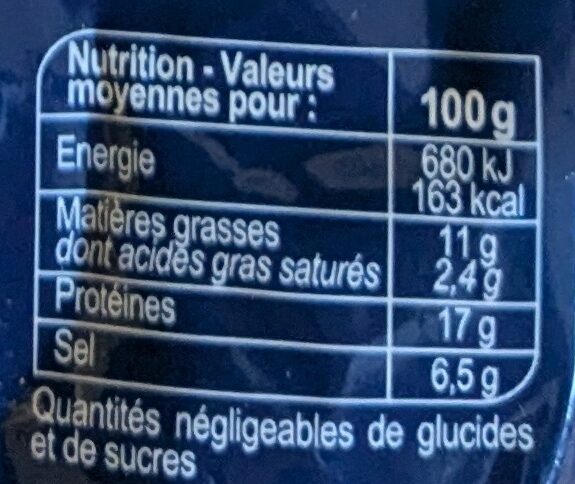 Nutrition - Valeurs
moyennes pour : 100 g
Energie 680 kJ
163 kcal
Matières grasses 11 g
dont acides gras saturés 2,4 g
Protéines 17 g
Sel 6,5 g
Quantités négligeables de glucides
et de sucres